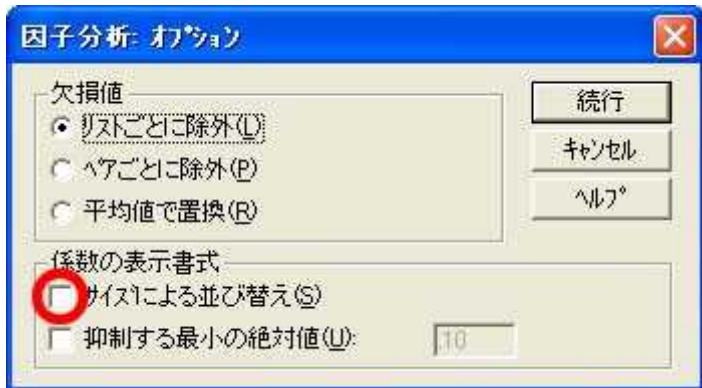 因子分析: ｵﾌﾟｼｮﾝ
欠損値
ﾘｽﾄごとに除外(L)
ﾍﾟｱごとに除外(P)
平均値で置換(R)
続行
ｷｬﾝｾﾙ
ﾍﾙﾌﾟ
係数の表示書式
ｻｲｽﾞによる並び替え(S)
抑制する最小の絶対値(U):
.10